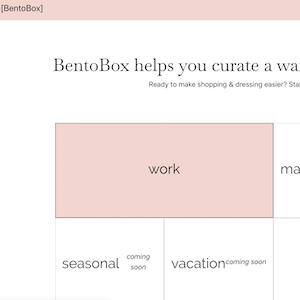 [BentoBox]
BentoBox helps you curate a wa
Ready to make shopping & dressing easier? Sta
work
ma
seasonal coming soon
vacation coming soon